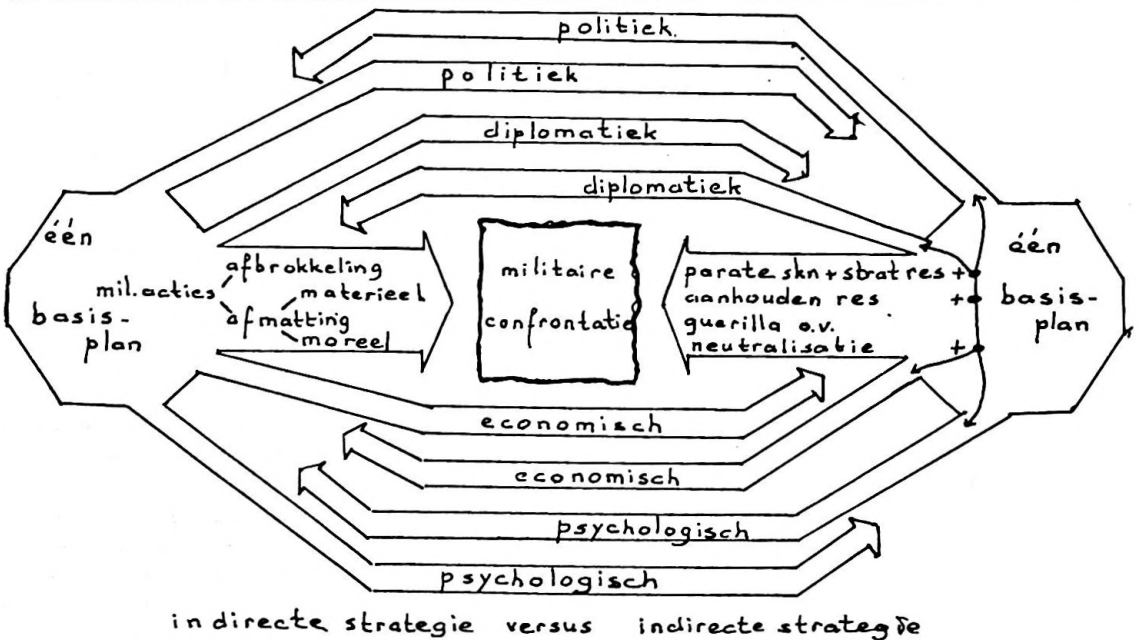 politiek.
politiek
diplomatiek
diplomatiek
één
basis-
plan
mil.acties
afbrokkeling
materieel
afmatting
moreel
militaire
confrontatie
parate skn + strat res +
aanhouden res +
guerilla o.v.
neutralisatie +
één
basis-
plan
economisch
economisch
psychologisch
psychologisch
indirecte strategie versus indirecte strategie